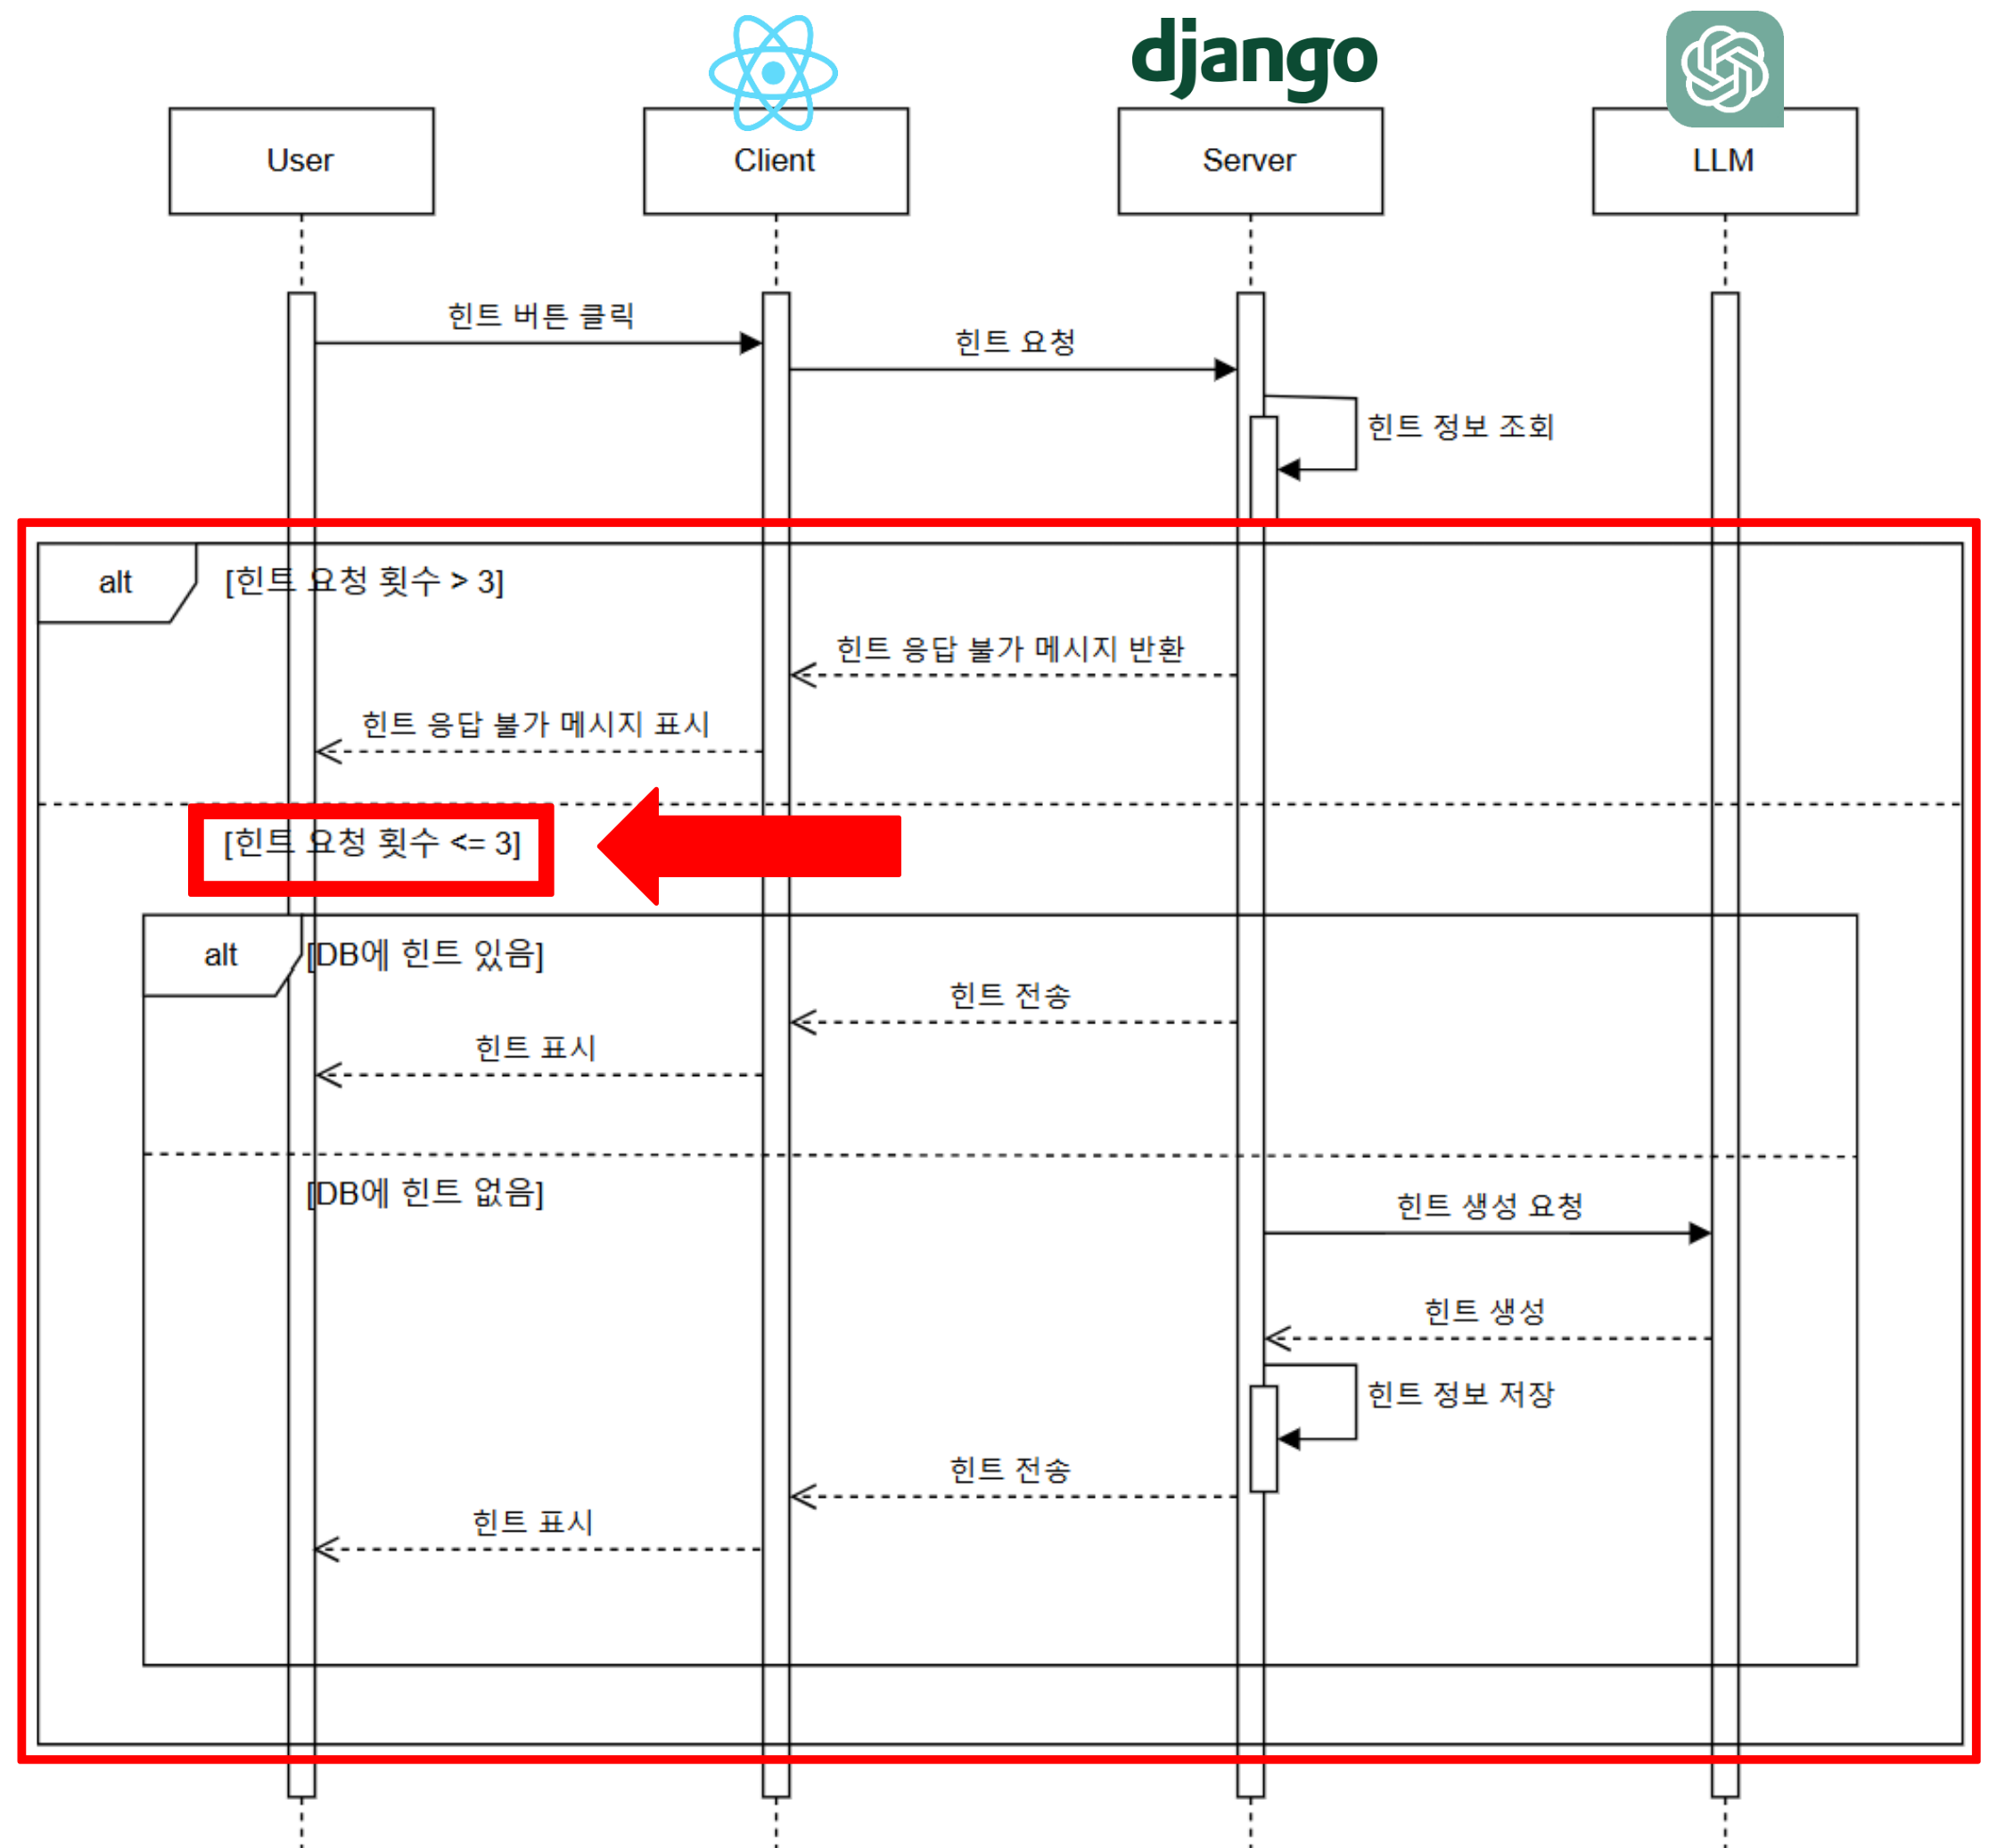 django
User
Client
Server
LLM
힌트 버튼 클릭
힌트 요청
힌트 정보 조회
alt
[힌트 요청 횟수 > 3]
힌트 응답 불가 메시지 반환
힌트 응답 불가 메시지 표시
[힌트 요청 횟수 <= 3]
alt
[DB에 힌트 있음]
힌트 전송
힌트 표시
[DB에 힌트 없음]
힌트 생성 요청
힌트 생성
힌트 정보 저장
힌트 전송
힌트 표시